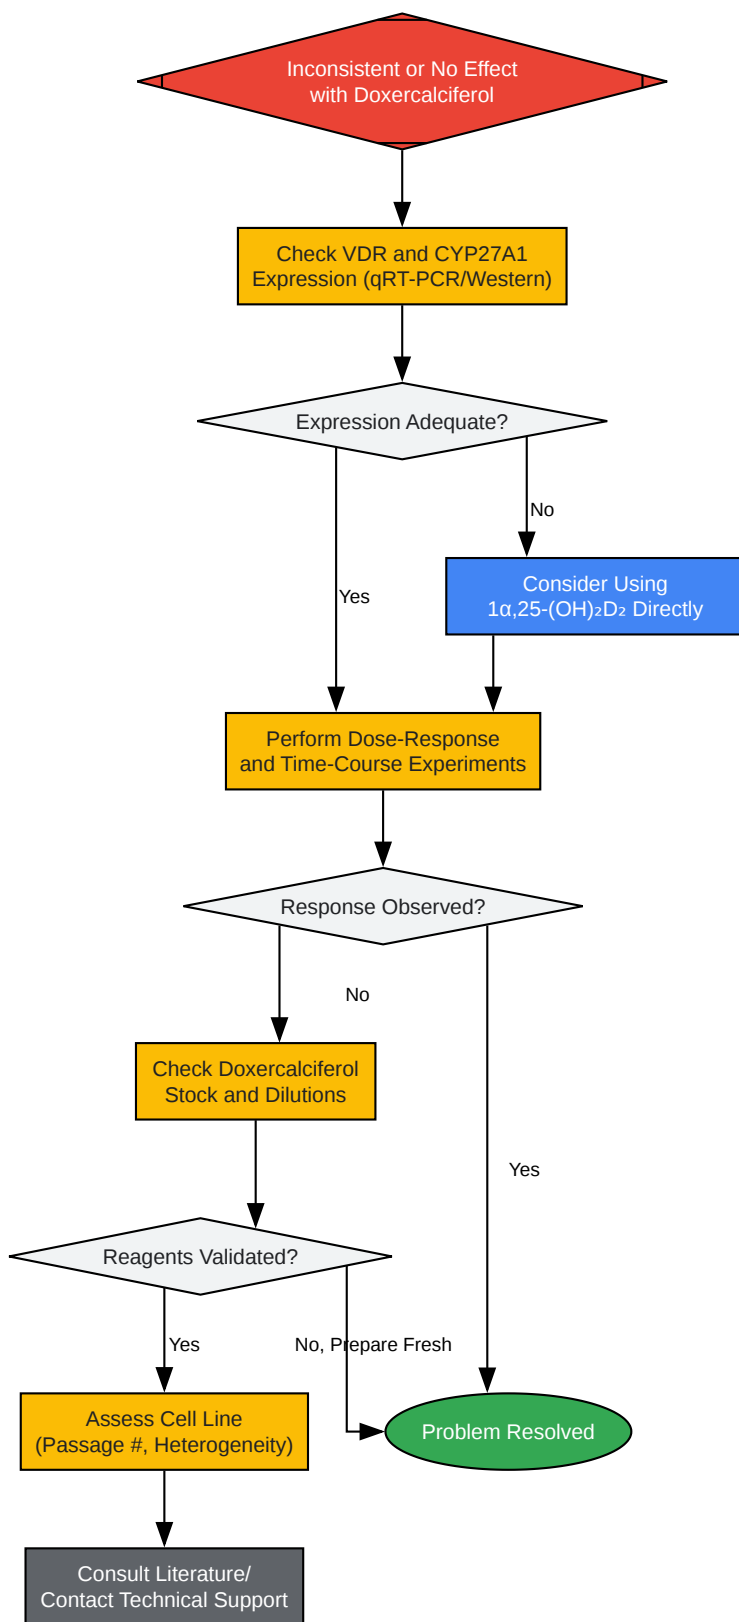 Inconsistent or No Effect
with Doxercalciferol
Check VDR and CYP27A1
Expression (qRT-PCR/Western)
Expression Adequate?
No
Consider Using
1α,25-(OH)₂D₂ Directly
Yes
Perform Dose-Response
and Time-Course Experiments
Response Observed?
No
Check Doxercalciferol
Stock and Dilutions
Yes
Reagents Validated?
Yes
No, Prepare Fresh
Assess Cell Line
(Passage #, Heterogeneity)
Problem Resolved
Consult Literature/
Contact Technical Support